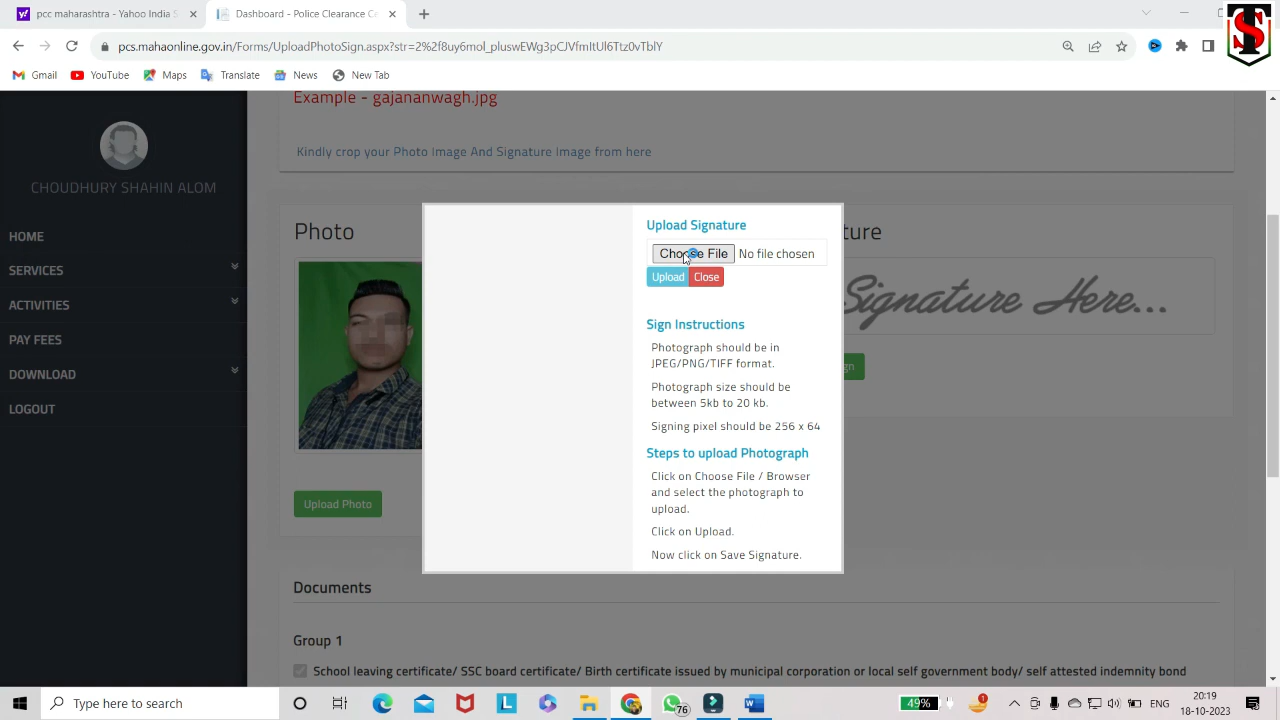 pcc maharashtra - Yahoo India S
Dashboard - Police Clearance Ce
pcs.mahaonline.gov.in/Forms/UploadPhotoSign.aspx?str=2%2f8uy6mol_pluswEWg3pCJVfmItUl6Ttz0vTblY
Gmail
YouTube
Maps
Translate
News
New Tab
Example - gajananwagh.jpg
Kindly crop your Photo Image And Signature Image from here
CHOUDHURY SHAHIN ALOM
HOME
SERVICES
ACTIVITIES
PAY FEES
DOWNLOAD
LOGOUT
Photo
Upload Photo
Upload Signature
Choose File No file chosen
Upload Close
Sign Instructions
Photograph should be in
JPEG/PNG/TIFF format.
Photograph size should be
between 5kb to 20 kb.
Signing pixel should be 256 x 64
Steps to upload Photograph
Click on Choose File / Browser
and select the photograph to
upload.
Click on Upload.
Now click on Save Signature.
ture
Signature Here...
gn
Documents
Group 1
School leaving certificate/ SSC board certificate/ Birth certificate issued by municipal corporation or local self government body/ self attested indemnity bond
Type here to search
76
49%
1
ENG
20:19
18-10-2023